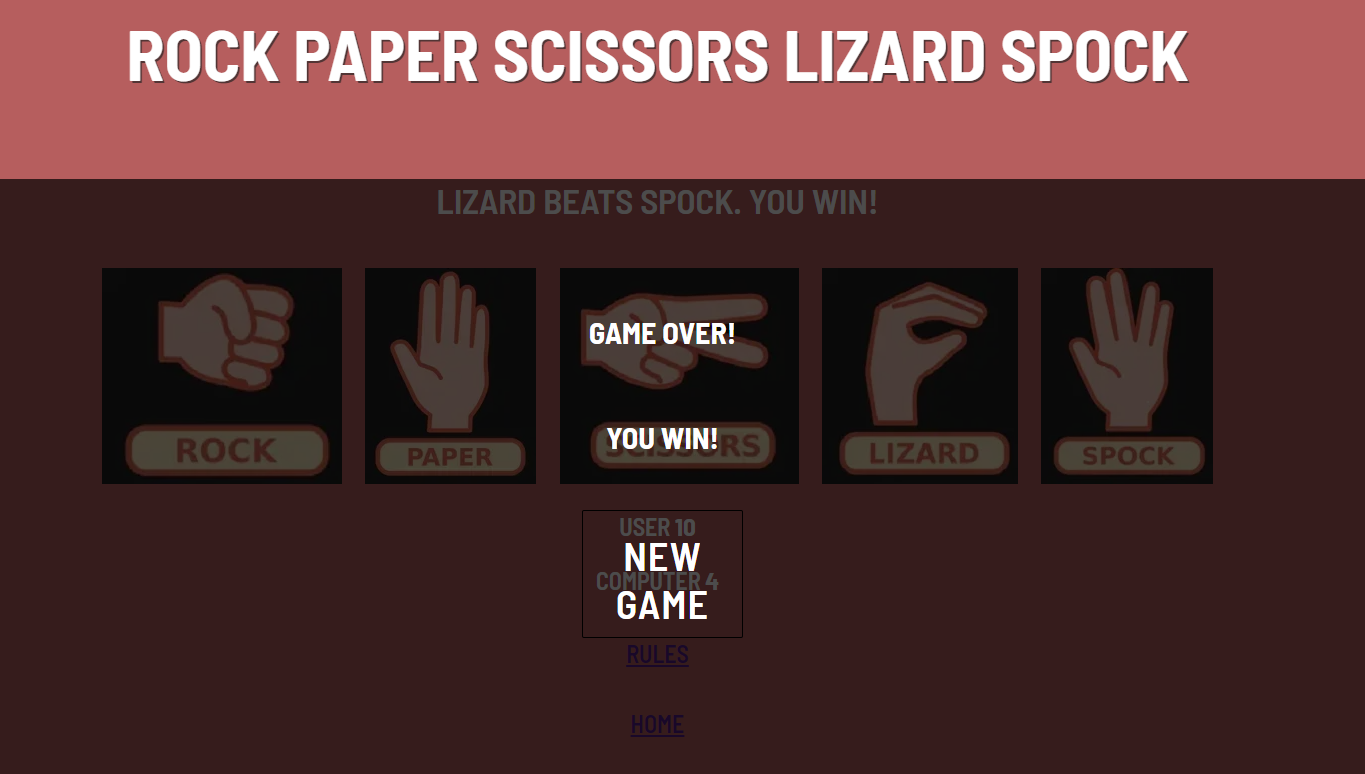 ROCK PAPER SCISSORS LIZARD SPOCK
LIZARD BEATS SPOCK. YOU WIN!
GAME OVER!
ROCK
PAPER
SCISSORS
LIZARD
SPOCK
YOU WIN!
USER 10
NEW
COMPUTER 4
GAME
RULES
HOME